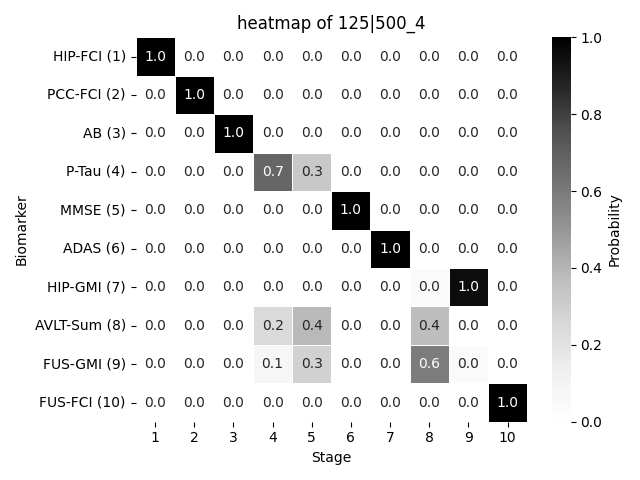 heatmap of 125|500_4
Biomarker
HIP-FCI (1) 1.0 0.0 0.0 0.0 0.0 0.0 0.0 0.0 0.0 0.0
PCC-FCI (2) 0.0 1.0 0.0 0.0 0.0 0.0 0.0 0.0 0.0 0.0
AB (3) 0.0 0.0 1.0 0.0 0.0 0.0 0.0 0.0 0.0 0.0
P-Tau (4) 0.0 0.0 0.0 0.7 0.3 0.0 0.0 0.0 0.0 0.0
MMSE (5) 0.0 0.0 0.0 0.0 0.0 1.0 0.0 0.0 0.0 0.0
ADAS (6) 0.0 0.0 0.0 0.0 0.0 0.0 1.0 0.0 0.0 0.0
HIP-GMI (7) 0.0 0.0 0.0 0.0 0.0 0.0 0.0 0.0 1.0 0.0
AVLT-Sum (8) 0.0 0.0 0.0 0.2 0.4 0.0 0.0 0.4 0.0 0.0
FUS-GMI (9) 0.0 0.0 0.0 0.1 0.3 0.0 0.0 0.6 0.0 0.0
FUS-FCI (10) 0.0 0.0 0.0 0.0 0.0 0.0 0.0 0.0 0.0 1.0
1 2 3 4 5 6 7 8 9 10
Stage
1.0
0.8
0.6
0.4
0.2
0.0
Probability